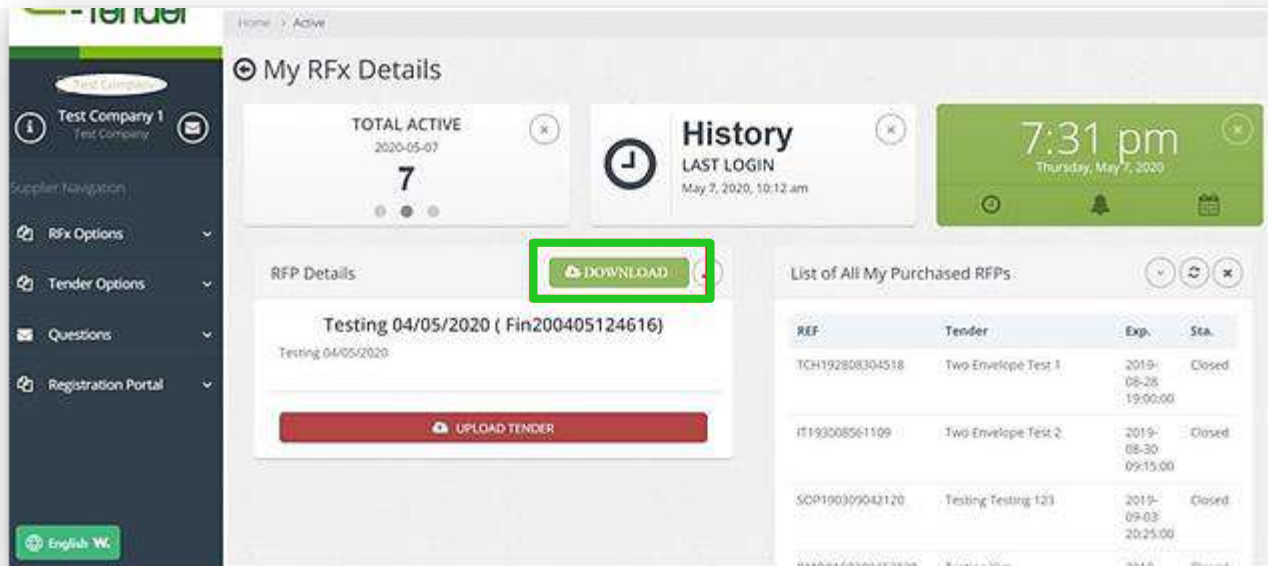 Home > Active
My RFx Details
Test Company
Test Company 1
Test Company
Supplier Navigation
RFx Options
Tender Options
Questions
Registration Portal
English W.
TOTAL ACTIVE
2020-05-07
7
History
LAST LOGIN
May 7, 2020, 10:12 am
7:31 pm
Thursday, May 7, 2020
RFP Details
DOWNLOAD
Testing 04/05/2020 ( Fin200405124616)
Testing 04/05/2020
UPLOAD TENDER
List of All My Purchased RFPs
REF Tender Exp. Sta.
TCH192808304518 Two Envelope Test 1 2019- Closed
08-28
19:00:00
IT193008561109 Two Envelope Test 2 2019- Closed
08-30
09:15:00
SOP190309042120 Testing Testing 123 2019- Closed
09-03
20:25:00